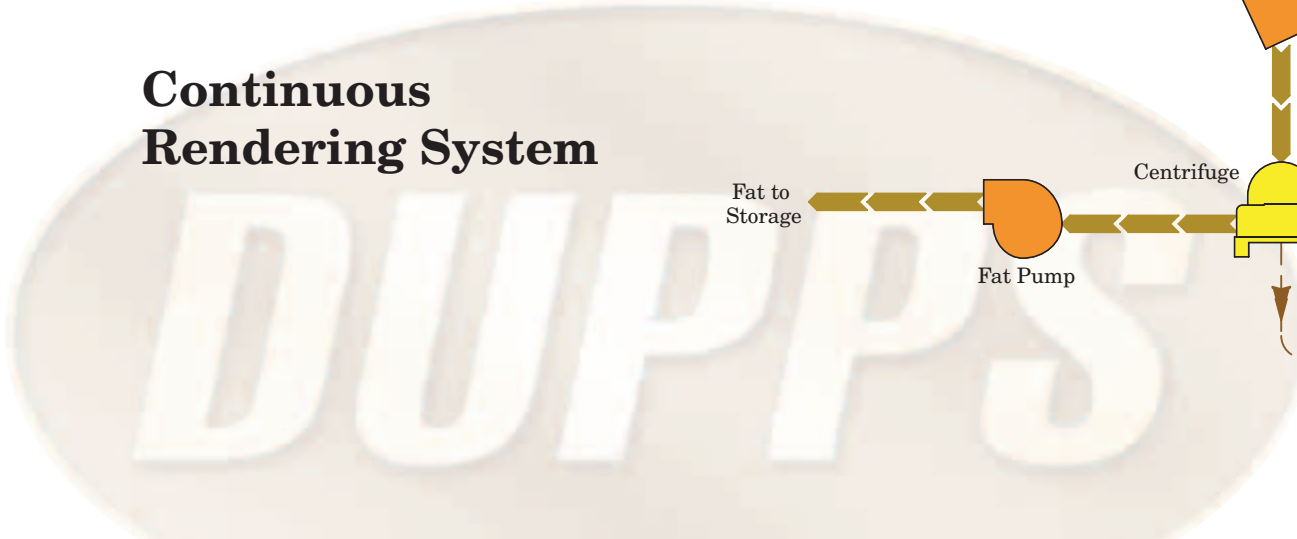 Continuous
Rendering System
Centrifuge
Fat to
Storage
Fat Pump
DUPPS